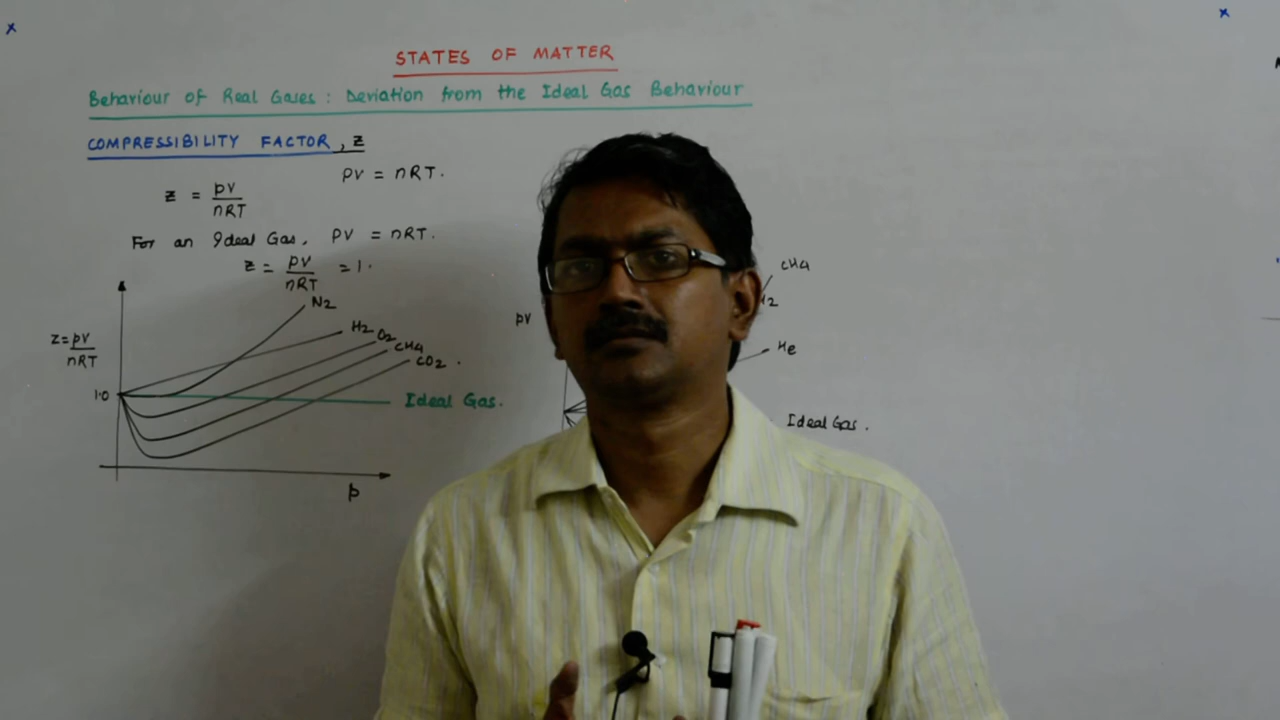 STATES OF MATTER
Behaviour of Real Gases : Deviation from the Ideal Gas Behaviour
COMPRESSIBILITY FACTOR, Z
PV = nRT.
Z = PV/nRT
For an Ideal Gas, PV = nRT.
Z = PV/nRT = 1.
N2
H2
O2
CH4
CO2
Z = PV/nRT
1.0
Ideal Gas.
p
CH4
PV
He
Ideal Gas.